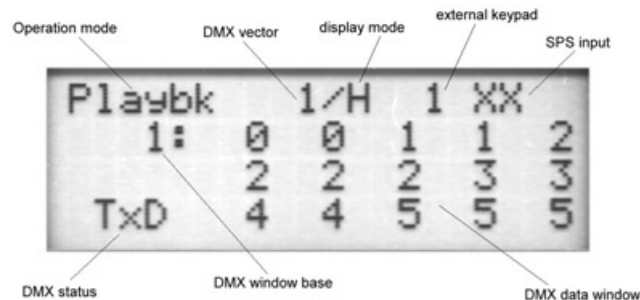 Operation mode
DMX vector
display mode
external keypad
SPS input
Playbk 1/H 1 XX
1: 0 0 1 1 2
2 2 2 3 3
TxD 4 4 5 5 5
DMX status
DMX window base
DMX data window